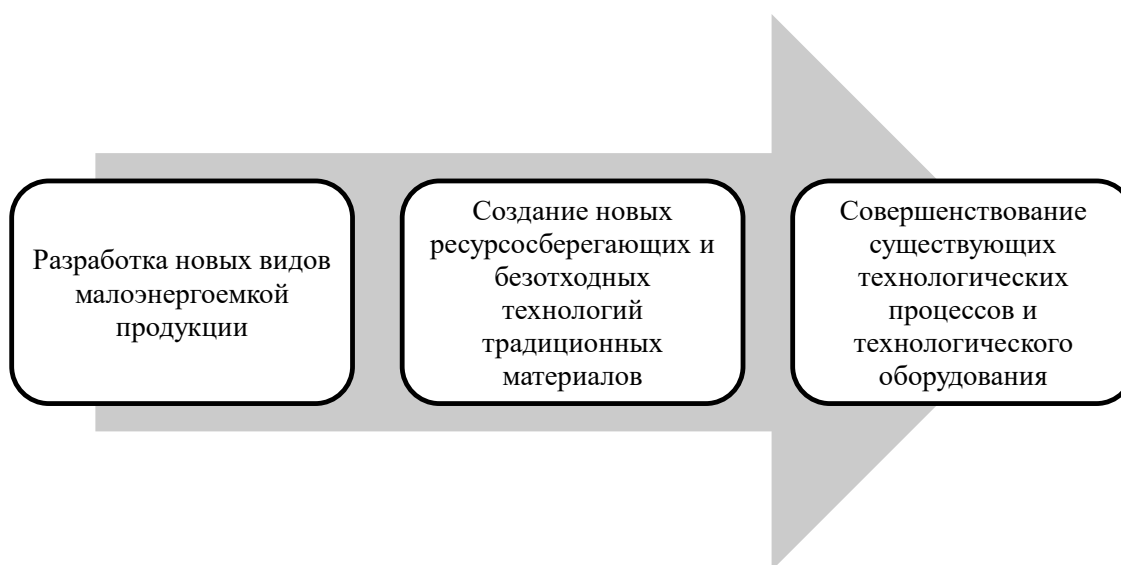 Разработка новых видов
малоэнергоемкой
продукции
Создание новых
ресурсосберегающих и
безотходных
технологий
традиционных
материалов
Совершенствование
существующих
технологических
процессов и
технологического
оборудования